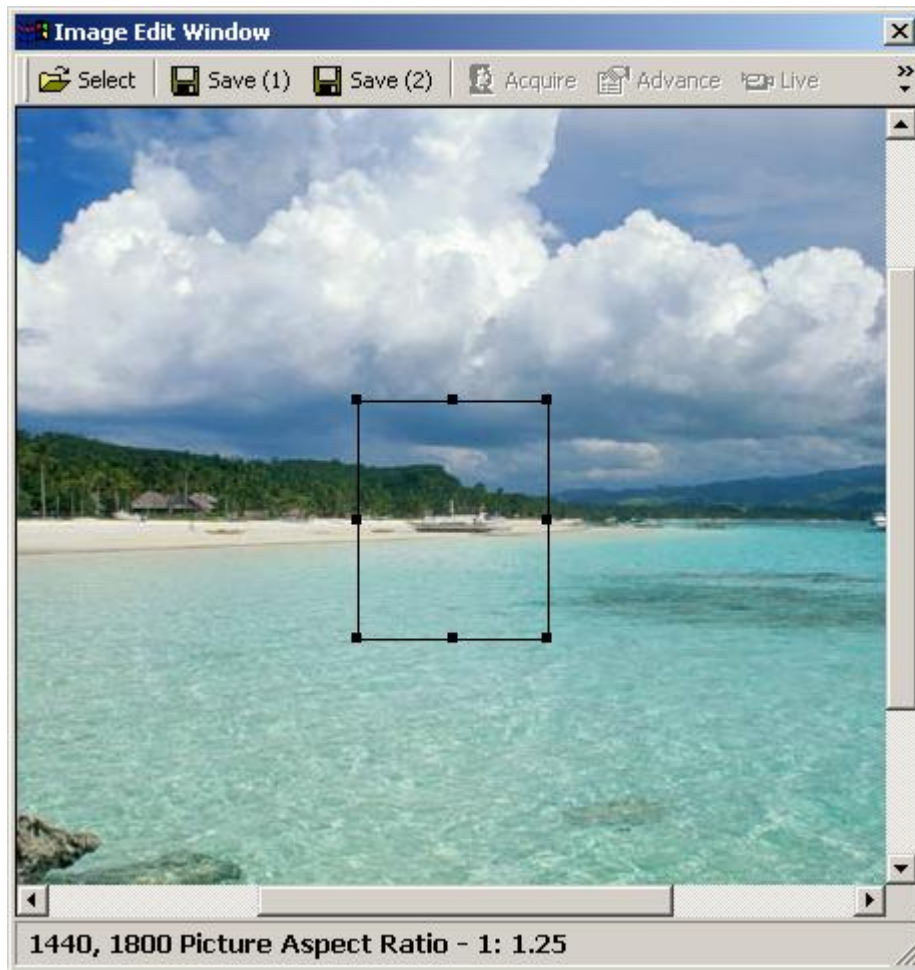 Image Edit Window
Select Save (1) Save (2) Acquire Advance Live
1440, 1800 Picture Aspect Ratio - 1: 1.25